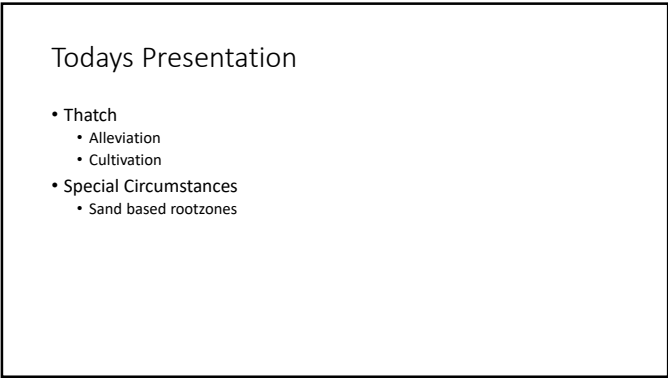 Todays Presentation
• Thatch
• Alleviation
• Cultivation
• Special Circumstances
• Sand based rootzones